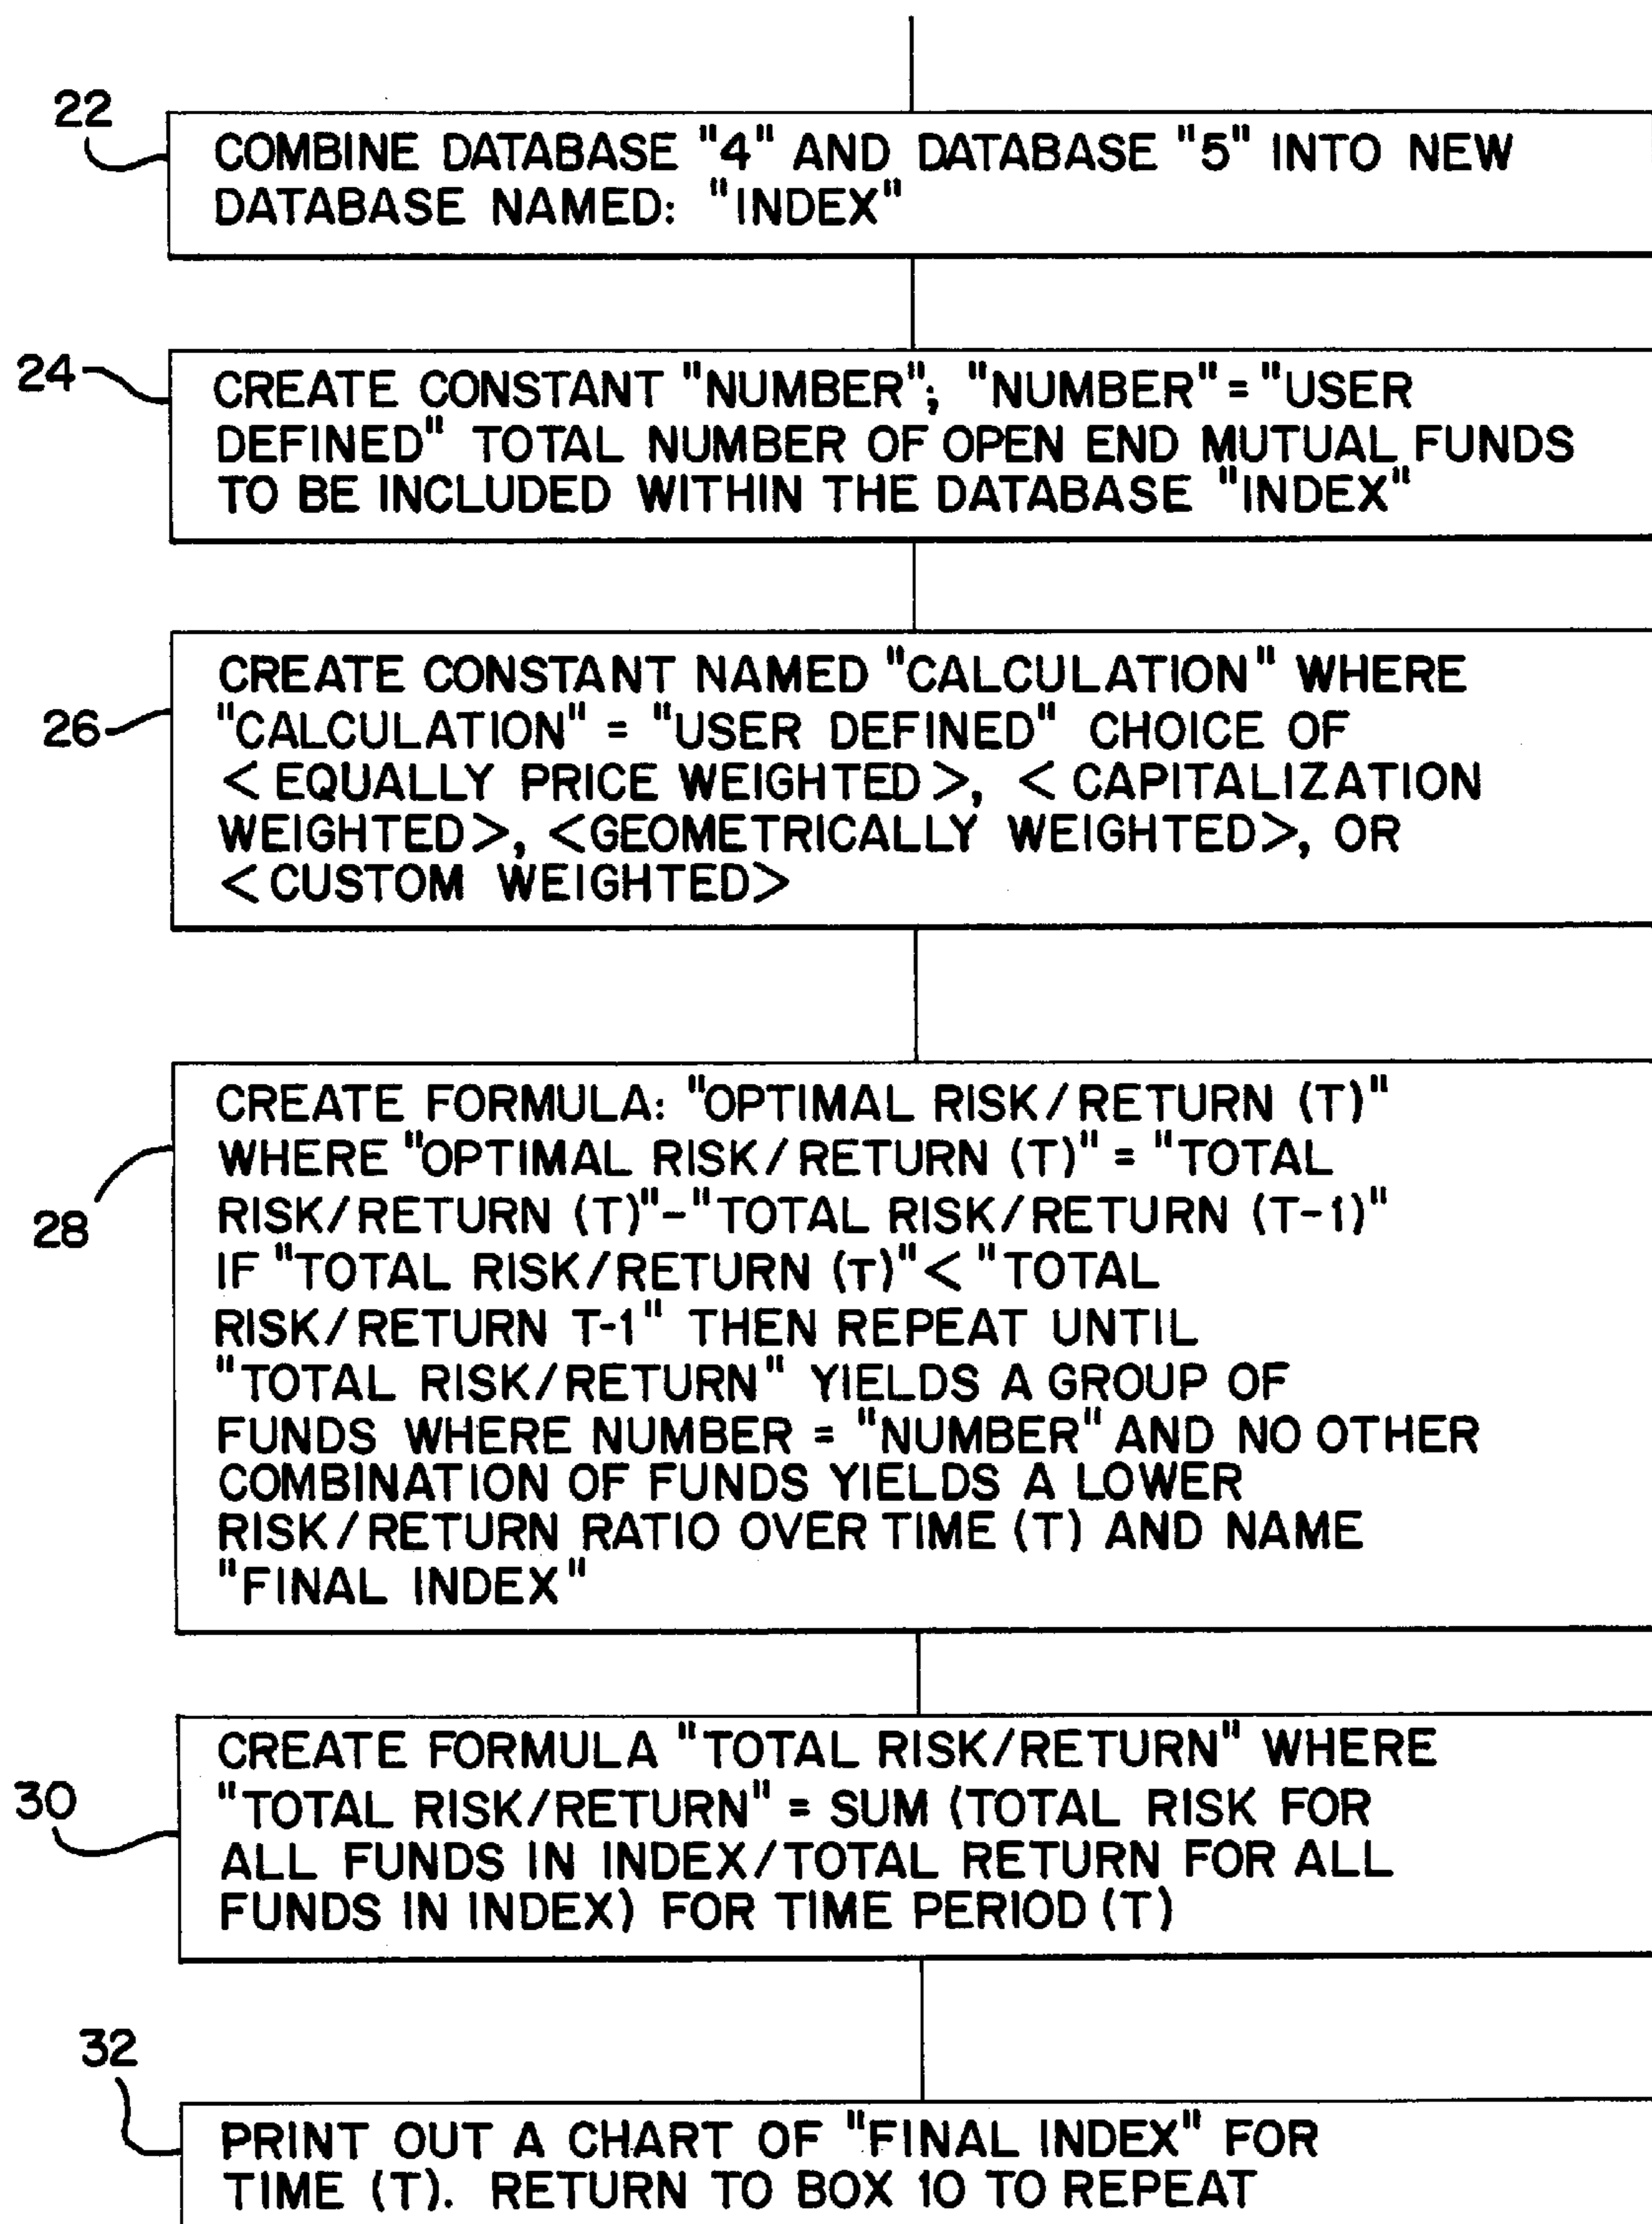 22
COMBINE DATABASE "4" AND DATABASE "5" INTO NEW
DATABASE NAMED: "INDEX"
24
CREATE CONSTANT "NUMBER"; "NUMBER"="USER
DEFINED" TOTAL NUMBER OF OPEN END MUTUAL FUNDS
TO BE INCLUDED WITHIN THE DATABASE "INDEX"
26
CREATE CONSTANT NAMED "CALCULATION" WHERE
"CALCULATION" = "USER DEFINED" CHOICE OF
<EQUALLY PRICE WEIGHTED>, <CAPITALIZATION
WEIGHTED>, <GEOMETRICALLY WEIGHTED>, OR
<CUSTOM WEIGHTED>
28
CREATE FORMULA: "OPTIMAL RISK/RETURN (T)"
WHERE "OPTIMAL RISK/RETURN (T)" = "TOTAL
RISK/RETURN (T)"-"TOTAL RISK/RETURN (T-1)"
IF "TOTAL RISK/RETURN (T)"< "TOTAL
RISK/RETURN T-1" THEN REPEAT UNTIL
"TOTAL RISK/RETURN" YIELDS A GROUP OF
FUNDS WHERE NUMBER = "NUMBER" AND NO OTHER
COMBINATION OF FUNDS YIELDS A LOWER
RISK/RETURN RATIO OVER TIME (T) AND NAME
"FINAL INDEX"
30
CREATE FORMULA "TOTAL RISK/RETURN" WHERE
"TOTAL RISK/RETURN" = SUM (TOTAL RISK FOR
ALL FUNDS IN INDEX/TOTAL RETURN FOR ALL
FUNDS IN INDEX) FOR TIME PERIOD (T)
32
PRINT OUT A CHART OF "FINAL INDEX" FOR
TIME (T). RETURN TO BOX 10 TO REPEAT